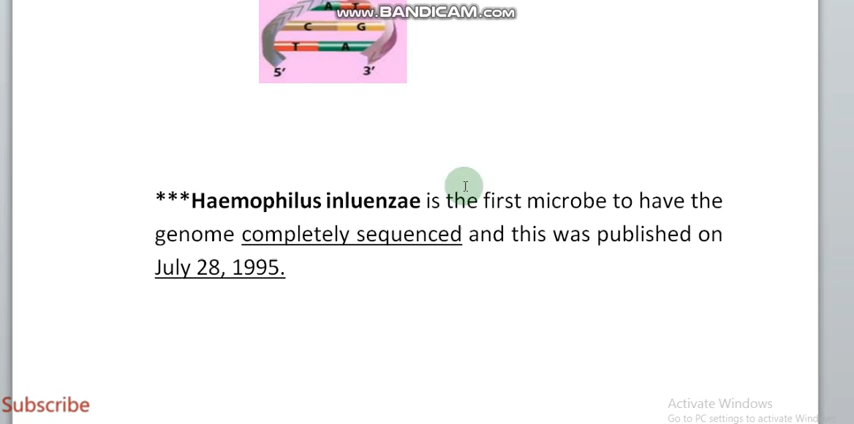 A T
www.BANDICAM.com
C G
T A
5' 3'
***Haemophilus inluenzae is the first microbe to have the
genome completely sequenced and this was published on
July 28, 1995.
Subscribe
Activate Windows
Go to PC settings to activate Windows